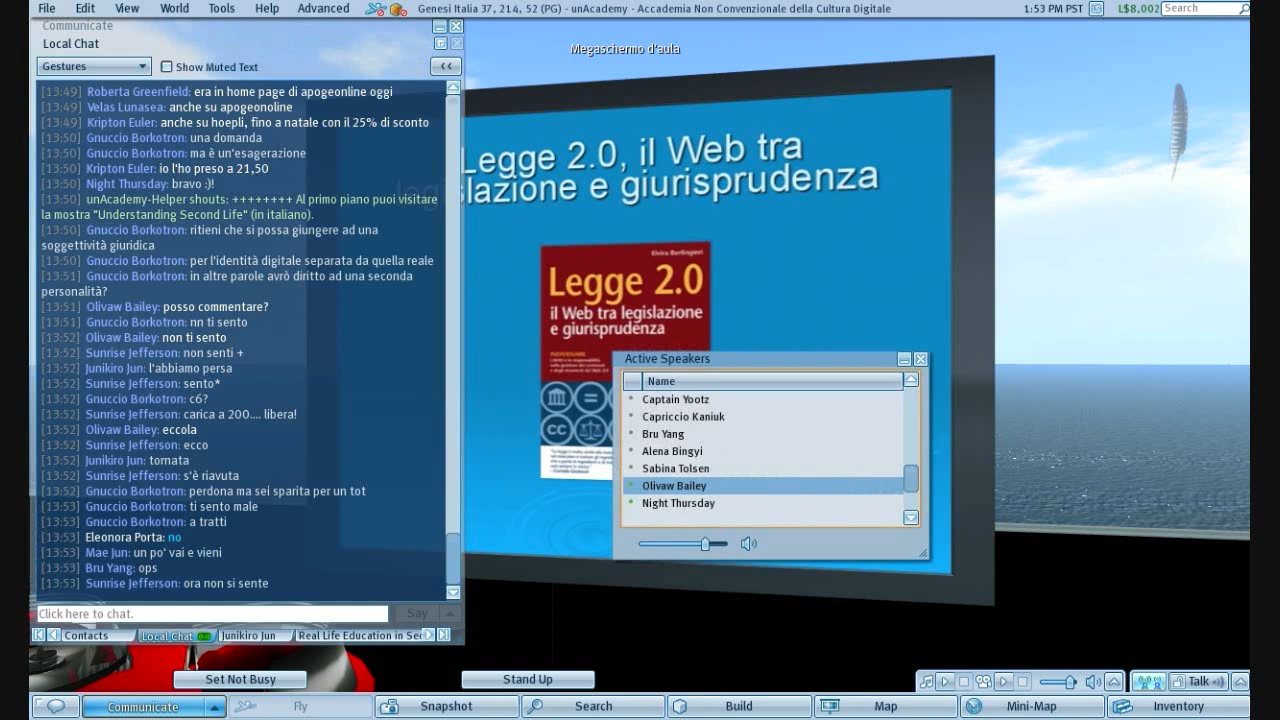 File Edit View World Tools Help Advanced Genesi Italia 37, 214, 52 (PG) - unAcademy - Accademia Non Convenzionale della Cultura Digitale 1:53 PM PST L$8,002 Search
Communicate
Local Chat
Gestures Show Muted Text <<
[13:49] Roberta Greenfield: era in home page di apogeonline oggi
[13:49] Velas Lunasea: anche su apogeonoline
[13:49] Kripton Euler: anche su hoepli, fino a natale con il 25% di sconto
[13:50] Gnuccio Borkotron: una domanda
[13:50] Gnuccio Borkotron: ma è un'esagerazione
[13:50] Kripton Euler: io l'ho preso a 21,50
[13:50] Night Thursday: bravo :)!
[13:50] unAcademy-Helper shouts: ++++++++ Al primo piano puoi visitare
la mostra "Understanding Second Life" (in italiano).
[13:50] Gnuccio Borkotron: ritieni che si possa giungere ad una
soggettività giuridica
[13:50] Gnuccio Borkotron: per l'identità digitale separata da quella reale
[13:51] Gnuccio Borkotron: in altre parole avrò diritto ad una seconda
personalità?
[13:51] Olivaw Bailey: posso commentare?
[13:51] Gnuccio Borkotron: nn ti sento
[13:52] Olivaw Bailey: non ti sento
[13:52] Sunrise Jefferson: non senti +
[13:52] Junikiro Jun: l'abbiamo persa
[13:52] Sunrise Jefferson: sento*
[13:52] Gnuccio Borkotron: c6?
[13:52] Sunrise Jefferson: carica a 200.... libera!
[13:52] Olivaw Bailey: eccola
[13:52] Sunrise Jefferson: ecco
[13:52] Junikiro Jun: tornata
[13:52] Sunrise Jefferson: s'è riavuta
[13:52] Gnuccio Borkotron: perdona ma sei sparita per un tot
[13:53] Gnuccio Borkotron: ti sento male
[13:53] Gnuccio Borkotron: a tratti
[13:53] Eleonora Porta: no
[13:53] Mae Jun: un po' vai e vieni
[13:53] Bru Yang: ops
[13:53] Sunrise Jefferson: ora non si sente
Click here to chat. Say
Contacts Local Chat Junikiro Jun Real Life Education in Sec
Megaschermo d'aula
Legge 2.0, il Web tra
legislazione e giurisprudenza
Elvira Berlingieri
Legge 2.0
il Web tra legislazione
e giurisprudenza
INDIVIDUARE
CC
Active Speakers
Name
Captain Yootz
Capriccio Kaniuk
Bru Yang
Alena Bingyi
Sabina Tolsen
Olivaw Bailey
Night Thursday
Set Not Busy Stand Up Talk
Communicate Fly Snapshot Search Build Map Mini-Map Inventory